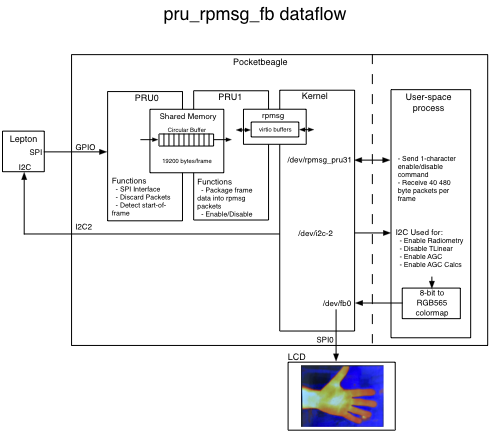 pru_rpmsg_fb dataflow
Pocketbeagle
PRU0
PRU1
Kernel
User-space
process
Shared Memory
Circular Buffer
19200 bytes/frame
rpmsg
virtio buffers
Lepton
SPI
I2C
GPIO
/dev/rpmsg_pru31
- Send 1-character
enable/disable
command
- Receive 40 480
byte packets per
frame
Functions
- SPI Interface
- Discard Packets
- Detect start-of-
frame
Functions
- Package frame
data into rpmsg
packets
- Enable/Disable
I2C2
/dev/i2c-2
I2C Used for:
- Enable Radiometry
- Disable TLinear
- Enable AGC
- Enable AGC Calcs
/dev/fb0
8-bit to
RGB565
colormap
SPI0
LCD